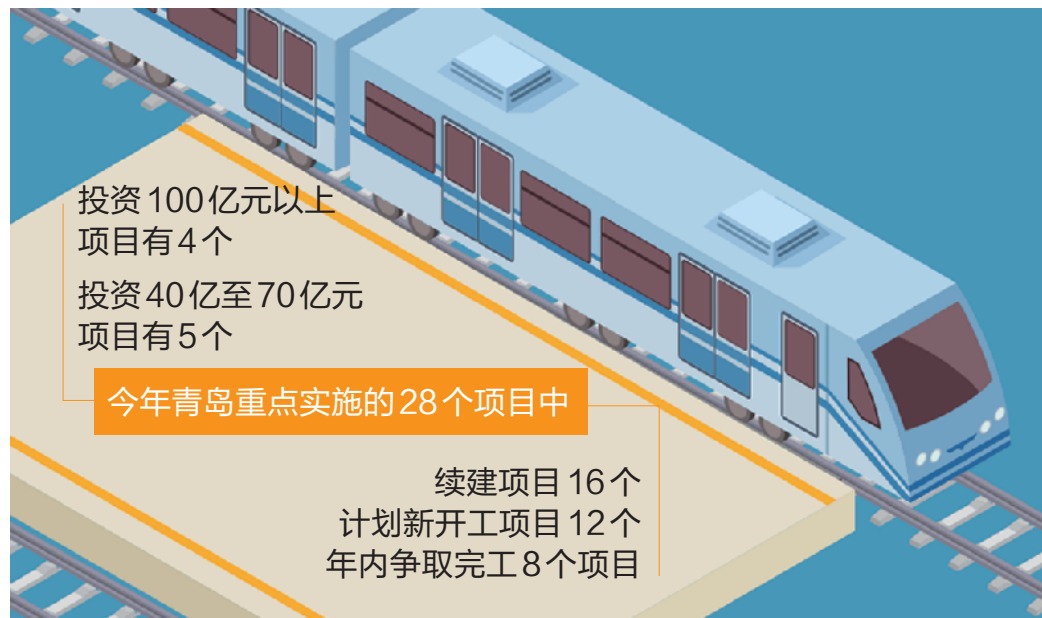 投资100亿元以上
项目有4个
投资40亿至70亿元
项目有5个
今年青岛重点实施的28个项目中
续建项目16个
计划新开工项目12个
年内争取完工8个项目